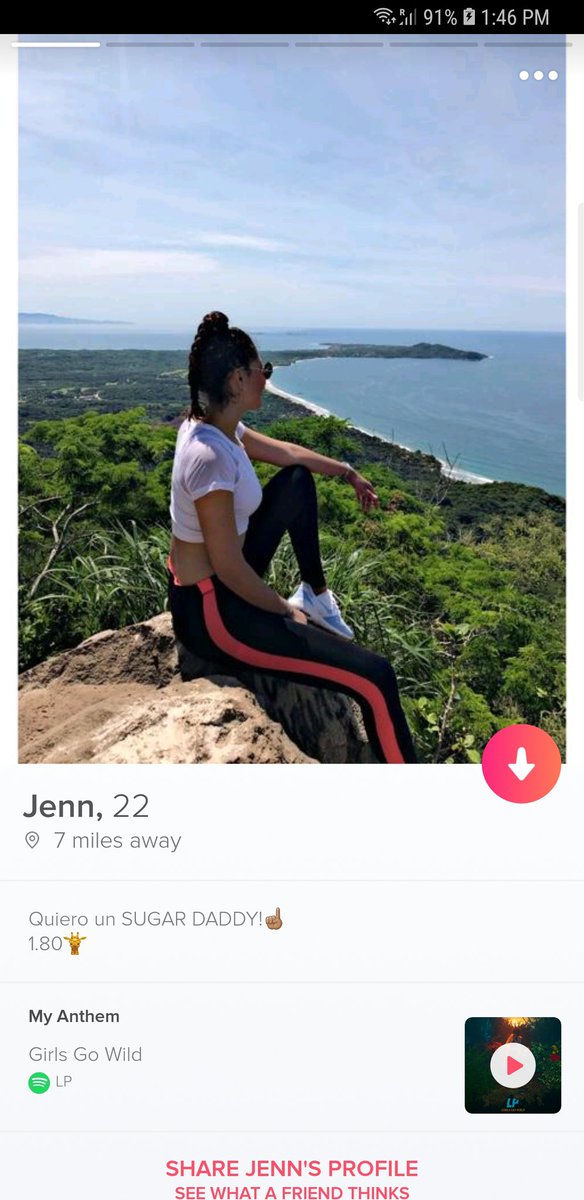 91% 1:46 PM
Jenn, 22
7 miles away
Quiero un SUGAR DADDY!☝🏽
1.80🦒
My Anthem
Girls Go Wild
LP
LP
GIRLS GO WILD
SHARE JENN'S PROFILE
SEE WHAT A FRIEND THINKS